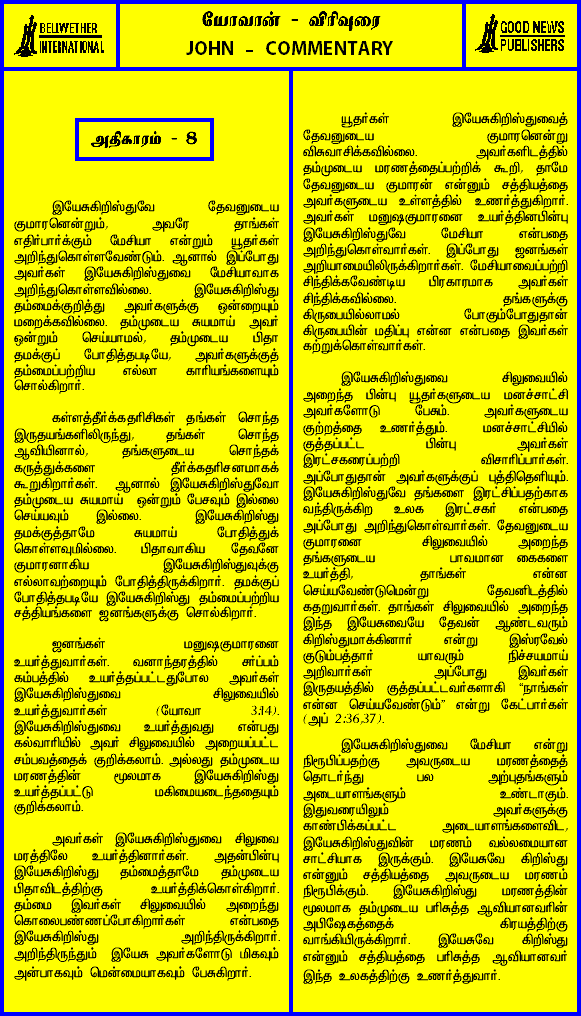 BELWETHER
INTERNATIONAL
யோவான் - விரிவுரை
JOHN - COMMENTARY
GOOD NEWS
PUBLISHERS
அதிகாரம் - 8
இயேசுகிறிஸ்துவே தேவனுடைய
குமாரனென்றும், அவரே தாங்கள்
எதிர்பார்க்கும் மேசியா என்றும் யூதர்கள்
அறிந்துகொள்ளவேண்டும். ஆனால் இப்போது
அவர்கள் இயேசுகிறிஸ்துவை மேசியாவாக
அறிந்துகொள்ளவில்லை. இயேசுகிறிஸ்து
தம்மைக்குறித்து அவர்களுக்கு ஒன்றையும்
மறைக்கவில்லை. தம்முடைய சுயமாய் அவர்
ஒன்றும் செய்யாமல், தம்முடைய பிதா
தமக்குப் போதித்தபடியே, அவர்களுக்குத்
தம்மைப்பற்றிய எல்லா காரியங்களையும்
சொல்கிறார்.
கள்ளத்தீர்க்கதரிசிகள் தங்கள் சொந்த
இருதயங்களிலிருந்து, தங்கள் சொந்த
ஆவியினால், தங்களுடைய சொந்தக்
கருத்துக்களை தீர்க்கதரிசனமாகக்
கூறுகிறார்கள். ஆனால் இயேசுகிறிஸ்துவோ
தம்முடைய சுயமாய் ஒன்றும் பேசவும் இல்லை
செய்யவும் இல்லை. இயேசுகிறிஸ்து
தமக்குத்தாமே சுயமாய் போதித்துக்
கொள்ளவுமில்லை. பிதாவாகிய தேவனே
குமாரனாகிய இயேசுகிறிஸ்துவுக்கு
எல்லாவற்றையும் போதித்திருக்கிறார். தமக்குப்
போதித்தபடியே இயேசுகிறிஸ்து தம்மைப்பற்றிய
சத்தியங்களை ஜனங்களுக்கு சொல்கிறார்.
ஜனங்கள் மனுஷகுமாரனை
உயர்த்துவார்கள். வனாந்தரத்தில் சர்ப்பம்
கம்பத்தில் உயர்த்தப்பட்டதுபோல அவர்கள்
இயேசுகிறிஸ்துவை சிலுவையில்
உயர்த்துவார்கள் (யோவா 3:14).
இயேசுகிறிஸ்துவை உயர்த்துவது என்பது
கல்வாரியில் அவர் சிலுவையில் அறையப்பட்ட
சம்பவத்தைக் குறிக்கலாம். அல்லது தம்முடைய
மரணத்தின் மூலமாக இயேசுகிறிஸ்து
உயர்த்தப்பட்டு மகிமையடைந்ததையும்
குறிக்கலாம்.
அவர்கள் இயேசுகிறிஸ்துவை சிலுவை
மரத்திலே உயர்த்தினார்கள். அதன்பின்பு
இயேசுகிறிஸ்து தம்மைத்தாமே தம்முடைய
பிதாவிடத்திற்கு உயர்த்திக்கொள்கிறார்.
தம்மை இவர்கள் சிலுவையில் அறைந்து
கொலைபண்ணப்போகிறார்கள் என்பதை
இயேசுகிறிஸ்து அறிந்திருக்கிறார்.
அறிந்திருந்தும் இயேசு அவர்களோடு மிகவும்
அன்பாகவும் மென்மையாகவும் பேசுகிறார்.
யூதர்கள் இயேசுகிறிஸ்துவைத்
தேவனுடைய குமாரனென்று
விசுவாசிக்கவில்லை. அவர்களிடத்தில்
தம்முடைய மரணத்தைப்பற்றிக் கூறி, தாமே
தேவனுடைய குமாரன் என்னும் சத்தியத்தை
அவர்களுடைய உள்ளத்தில் உணர்த்துகிறார்.
அவர்கள் மனுஷகுமாரனை உயர்த்தினபின்பு
இயேசுகிறிஸ்துவே மேசியா என்பதை
அறிந்துகொள்வார்கள். இப்போது ஜனங்கள்
அறியாமையிலிருக்கிறார்கள். மேசியாவைப்பற்றி
சிந்திக்கவேண்டிய பிரகாரமாக அவர்கள்
சிந்திக்கவில்லை. தங்களுக்கு
கிருபையில்லாமல் போகும்போதுதான்
கிருபையின் மதிப்பு என்ன என்பதை இவர்கள்
கற்றுக்கொள்வார்கள்.
இயேசுகிறிஸ்துவை சிலுவையில்
அறைந்த பின்பு யூதர்களுடைய மனச்சாட்சி
அவர்களோடு பேசும். அவர்களுடைய
குற்றத்தை உணர்த்தும். மனச்சாட்சியில்
குத்தப்பட்ட பின்பு அவர்கள்
இரட்சகரைப்பற்றி விசாரிப்பார்கள்.
அப்போதுதான் அவர்களுக்குப் புத்திதெளியும்.
இயேசுகிறிஸ்துவே தங்களை இரட்சிப்பதற்காக
வந்திருக்கிற உலக இரட்சகர் என்பதை
அப்போது அறிந்துகொள்வார்கள். தேவனுடைய
குமாரனை சிலுவையில் அறைந்த
தங்களுடைய பாவமான கைகளை
உயர்த்தி, தாங்கள் என்ன
செய்யவேண்டுமென்று தேவனிடத்தில்
கதறுவார்கள். தாங்கள் சிலுவையில் அறைந்த
இந்த இயேசுவையே தேவன் ஆண்டவரும்
கிறிஸ்துமாக்கினார் என்று இஸ்ரவேல்
குடும்பத்தார் யாவரும் நிச்சயமாய்
அறிவார்கள் அப்போது இவர்கள்
இருதயத்தில் குத்தப்பட்டவர்களாகி "நாங்கள்
என்ன செய்யவேண்டும்" என்று கேட்பார்கள்
(அப் 2:36,37).
இயேசுகிறிஸ்துவை மேசியா என்று
நிரூபிப்பதற்கு அவருடைய மரணத்தைத்
தொடர்ந்து பல அற்புதங்களும்
அடையாளங்களும் உண்டாகும்.
இதுவரையிலும் அவர்களுக்கு
காண்பிக்கப்பட்ட அடையாளங்களைவிட,
இயேசுகிறிஸ்துவின் மரணம் வல்லமையான
சாட்சியாக இருக்கும். இயேசுவே கிறிஸ்து
என்னும் சத்தியத்தை அவருடைய மரணம்
நிரூபிக்கும். இயேசுகிறிஸ்து மரணத்தின்
மூலமாக தம்முடைய பரிசுத்த ஆவியானவரின்
அபிஷேகத்தைக் கிரயத்திற்கு
வாங்கியிருக்கிறார். இயேசுவே கிறிஸ்து
என்னும் சத்தியத்தை பரிசுத்த ஆவியானவர்
இந்த உலகத்திற்கு உணர்த்துவார்.